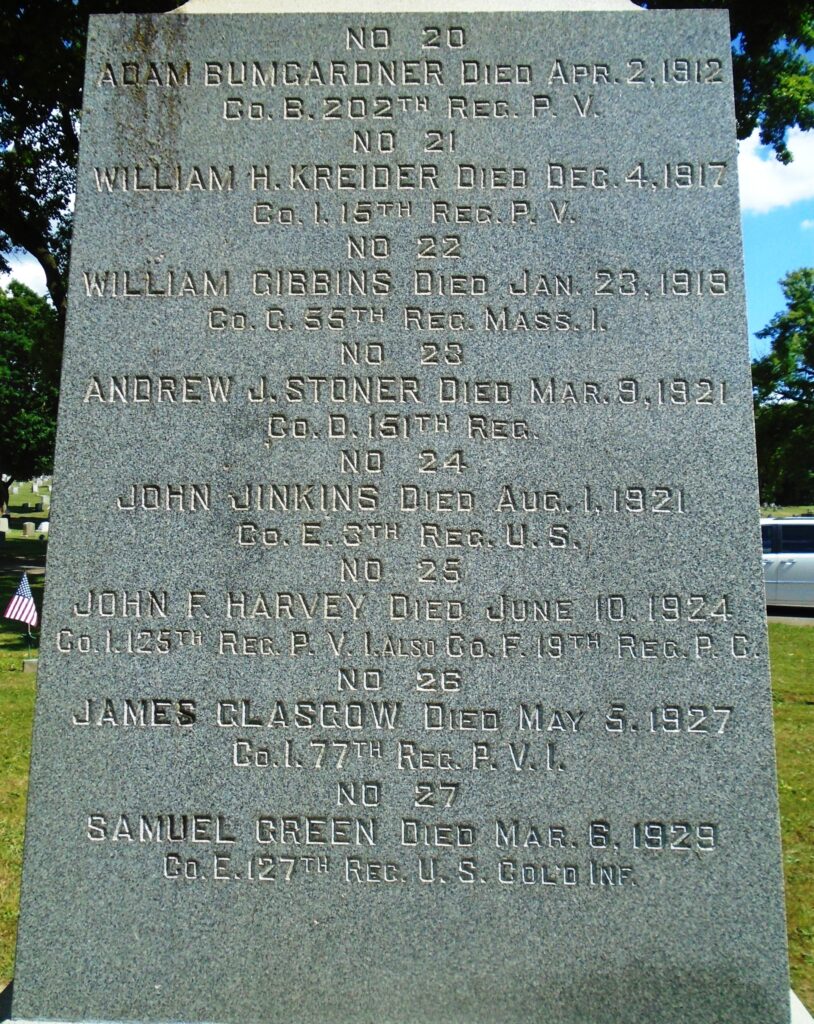 NO 20
ADAM BUMGARDNER DIED APR. 2, 1912
CO. B. 202TH REG. P. V.
NO 21
WILLIAM H. KREIDER DIED DEC. 4, 1917
CO. I. 15TH REG. P. V.
NO 22
WILLIAM GIBBINS DIED JAN. 23, 1919
CO. G. 55TH REG. MASS. I.
NO 23
ANDREW J. STONER DIED MAR. 9, 1921
CO. D. 151TH REG.
NO 24
JOHN JINKINS DIED AUG. 1, 1921
CO. E. 3TH REG. U. S.
NO 25
JOHN F. HARVEY DIED JUNE 10, 1924
CO. I. 125TH REG. P. V. I. ALSO CO. F. 19TH REG. P. C.
NO 26
JAMES GLASGOW DIED MAY 5, 1927
CO. I. 77TH REG. P. V. I.
NO 27
SAMUEL GREEN DIED MAR. 6, 1929
CO. E. 127TH REG. U. S. COL'D INF.